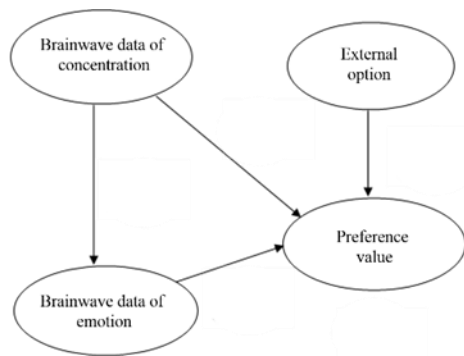 Brainwave data of
concentration
External
option
Preference
value
Brainwave data of
emotion